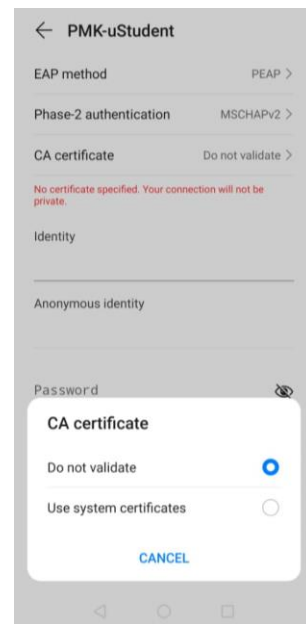 PMK-uStudent
EAP method PEAP
Phase-2 authentication MSCHAPv2
CA certificate Do not validate
No certificate specified. Your connection will not be
private.
Identity
Anonymous identity
Password
CA certificate
Do not validate
Use system certificates
CANCEL